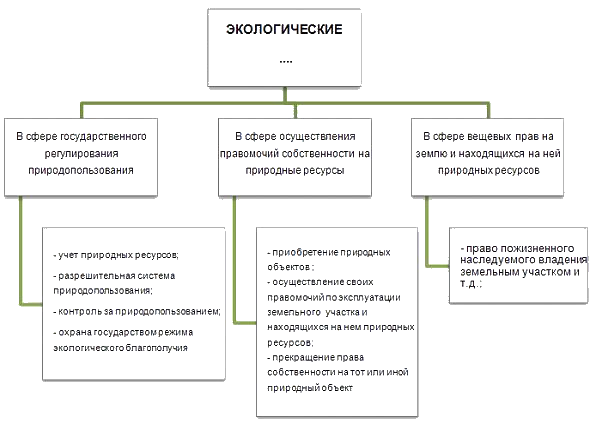 ЭКОЛОГИЧЕСКИЕ
....
В сфере государственного
регулирования
природопользования
В сфере осуществления
правомочий собственности на
природные ресурсы
В сфере вещевых прав на
землю и находящихся на ней
природных ресурсов
- учет природных ресурсов;
- разрешительная система
природопользования;
- контроль за природопользованием;
- охрана государством режима
экологического благополучия
- приобретение природных
объектов;
- осуществление своих
правомочий по эксплуатации
земельного участка и
находящихся на нем природных
ресурсов;
- прекращение права
собственности на тот или иной
природный объект
- право пожизненного
наследуемого владения
земельным участком и
т.д.;